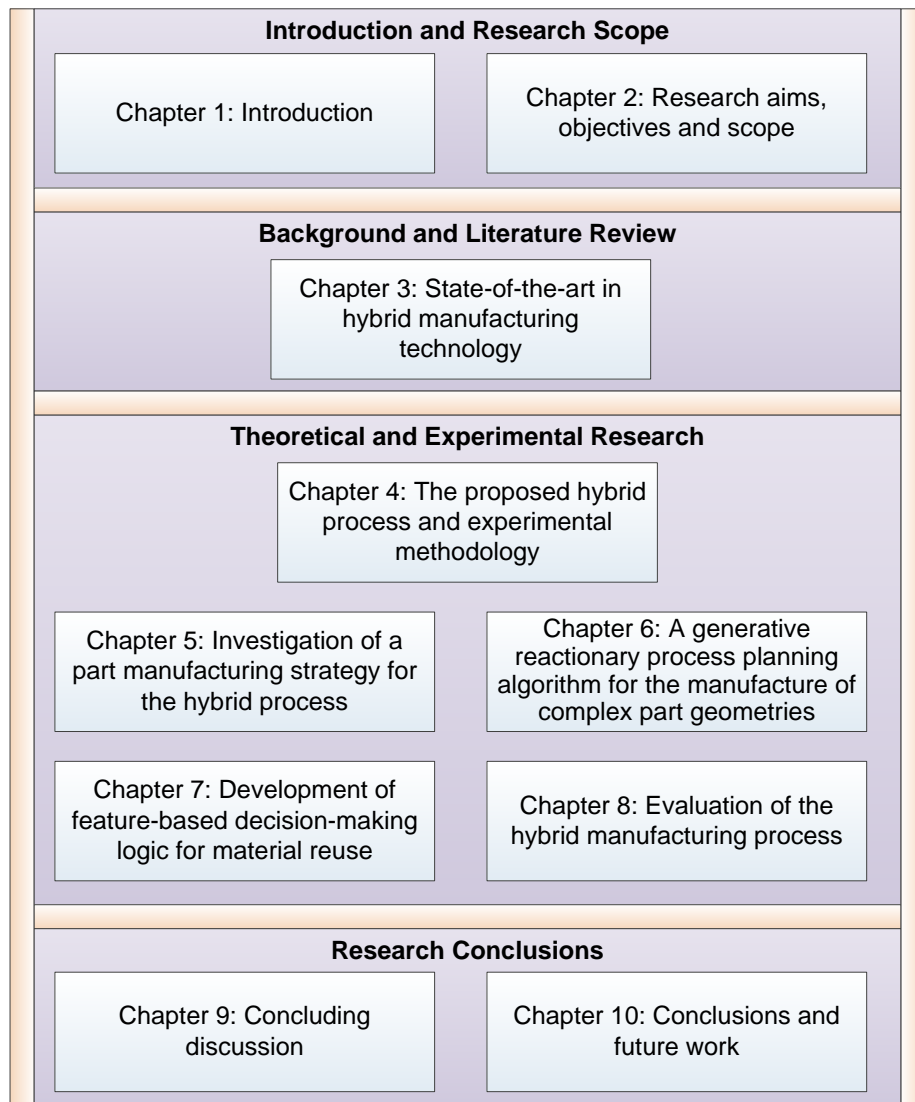 Introduction and Research Scope
Chapter 1: Introduction
Chapter 2: Research aims,
objectives and scope
Background and Literature Review
Chapter 3: State-of-the-art in
hybrid manufacturing
technology
Theoretical and Experimental Research
Chapter 4: The proposed hybrid
process and experimental
methodology
Chapter 5: Investigation of a
part manufacturing strategy for
the hybrid process
Chapter 6: A generative
reactionary process planning
algorithm for the manufacture of
complex part geometries
Chapter 7: Development of
feature-based decision-making
logic for material reuse
Chapter 8: Evaluation of the
hybrid manufacturing process
Research Conclusions
Chapter 9: Concluding
discussion
Chapter 10: Conclusions and
future work